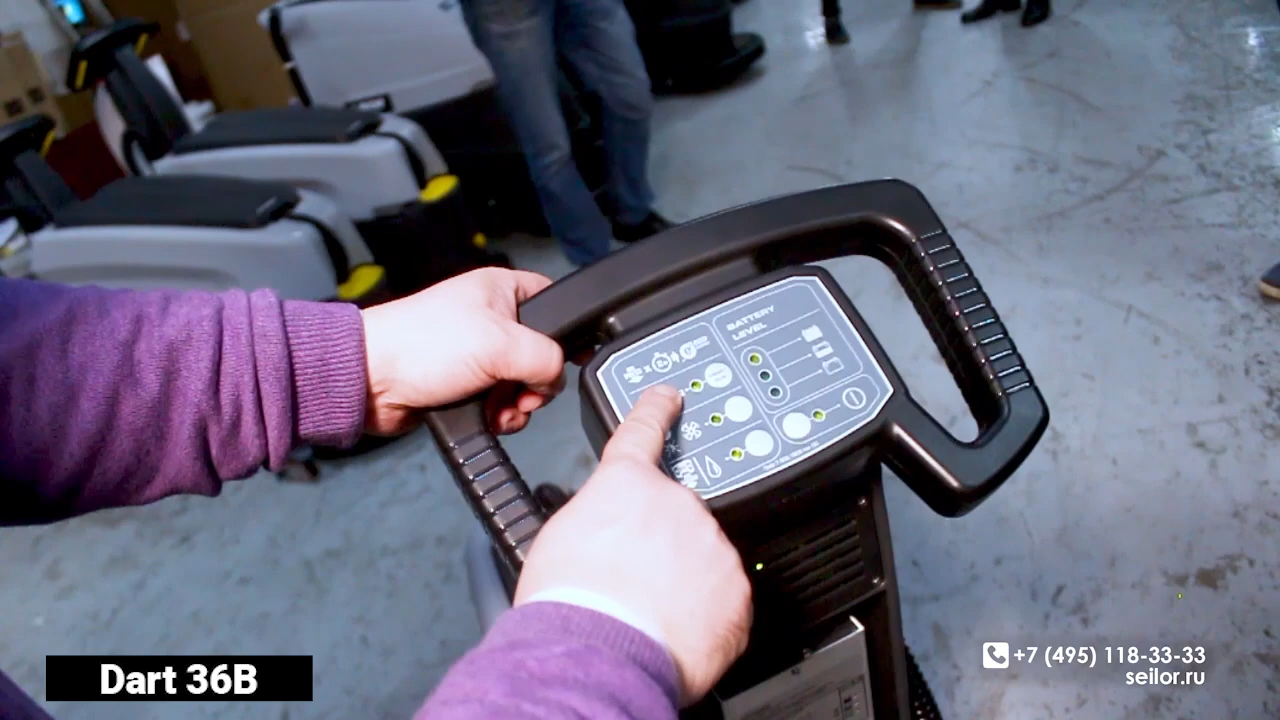 BATTERY
LEVEL
Dart 36B
+7 (495) 118-33-33
seilor.ru